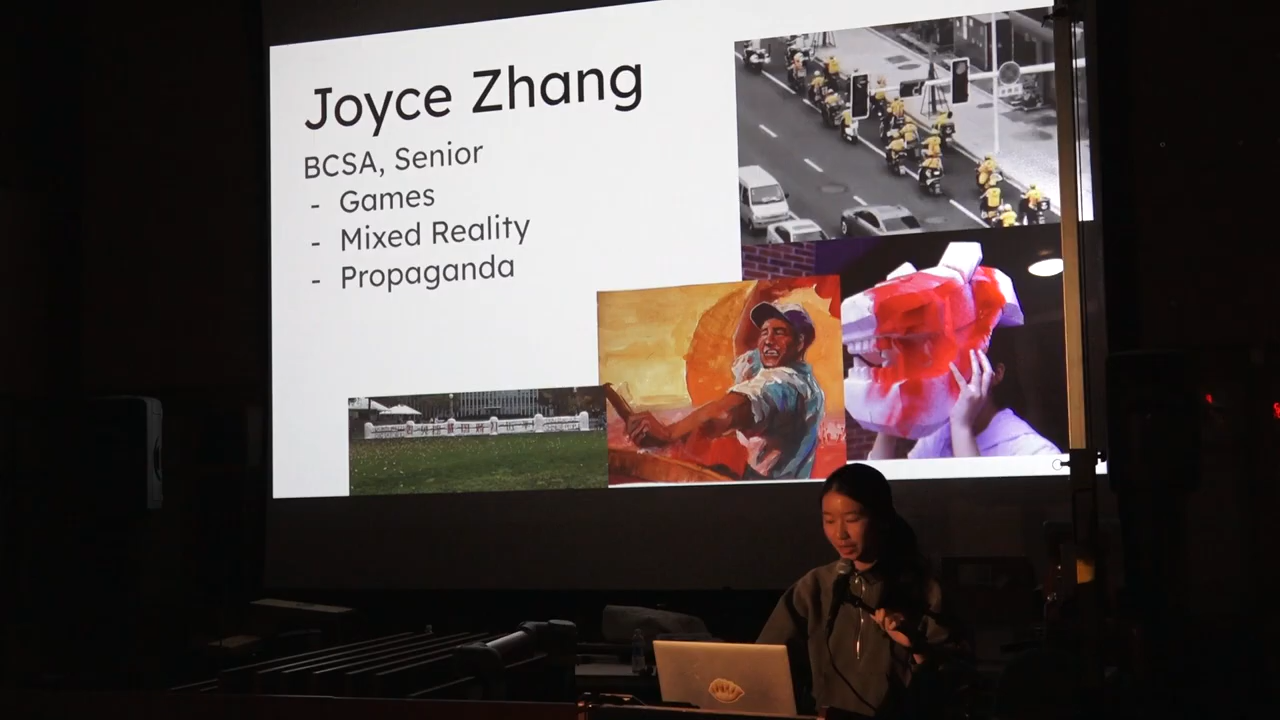 Joyce Zhang
BCSA, Senior
- Games
- Mixed Reality
- Propaganda